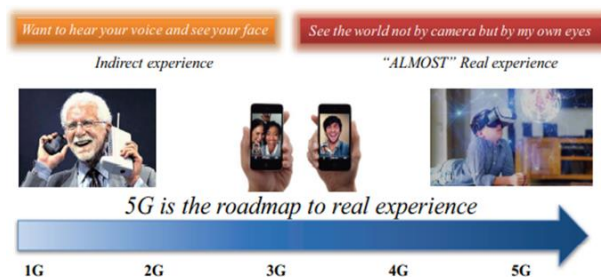 Want to hear your voice and see your face
See the world not by camera but by my own eyes
Indirect experience
“ALMOST” Real experience
5G is the roadmap to real experience
1G 2G 3G 4G 5G